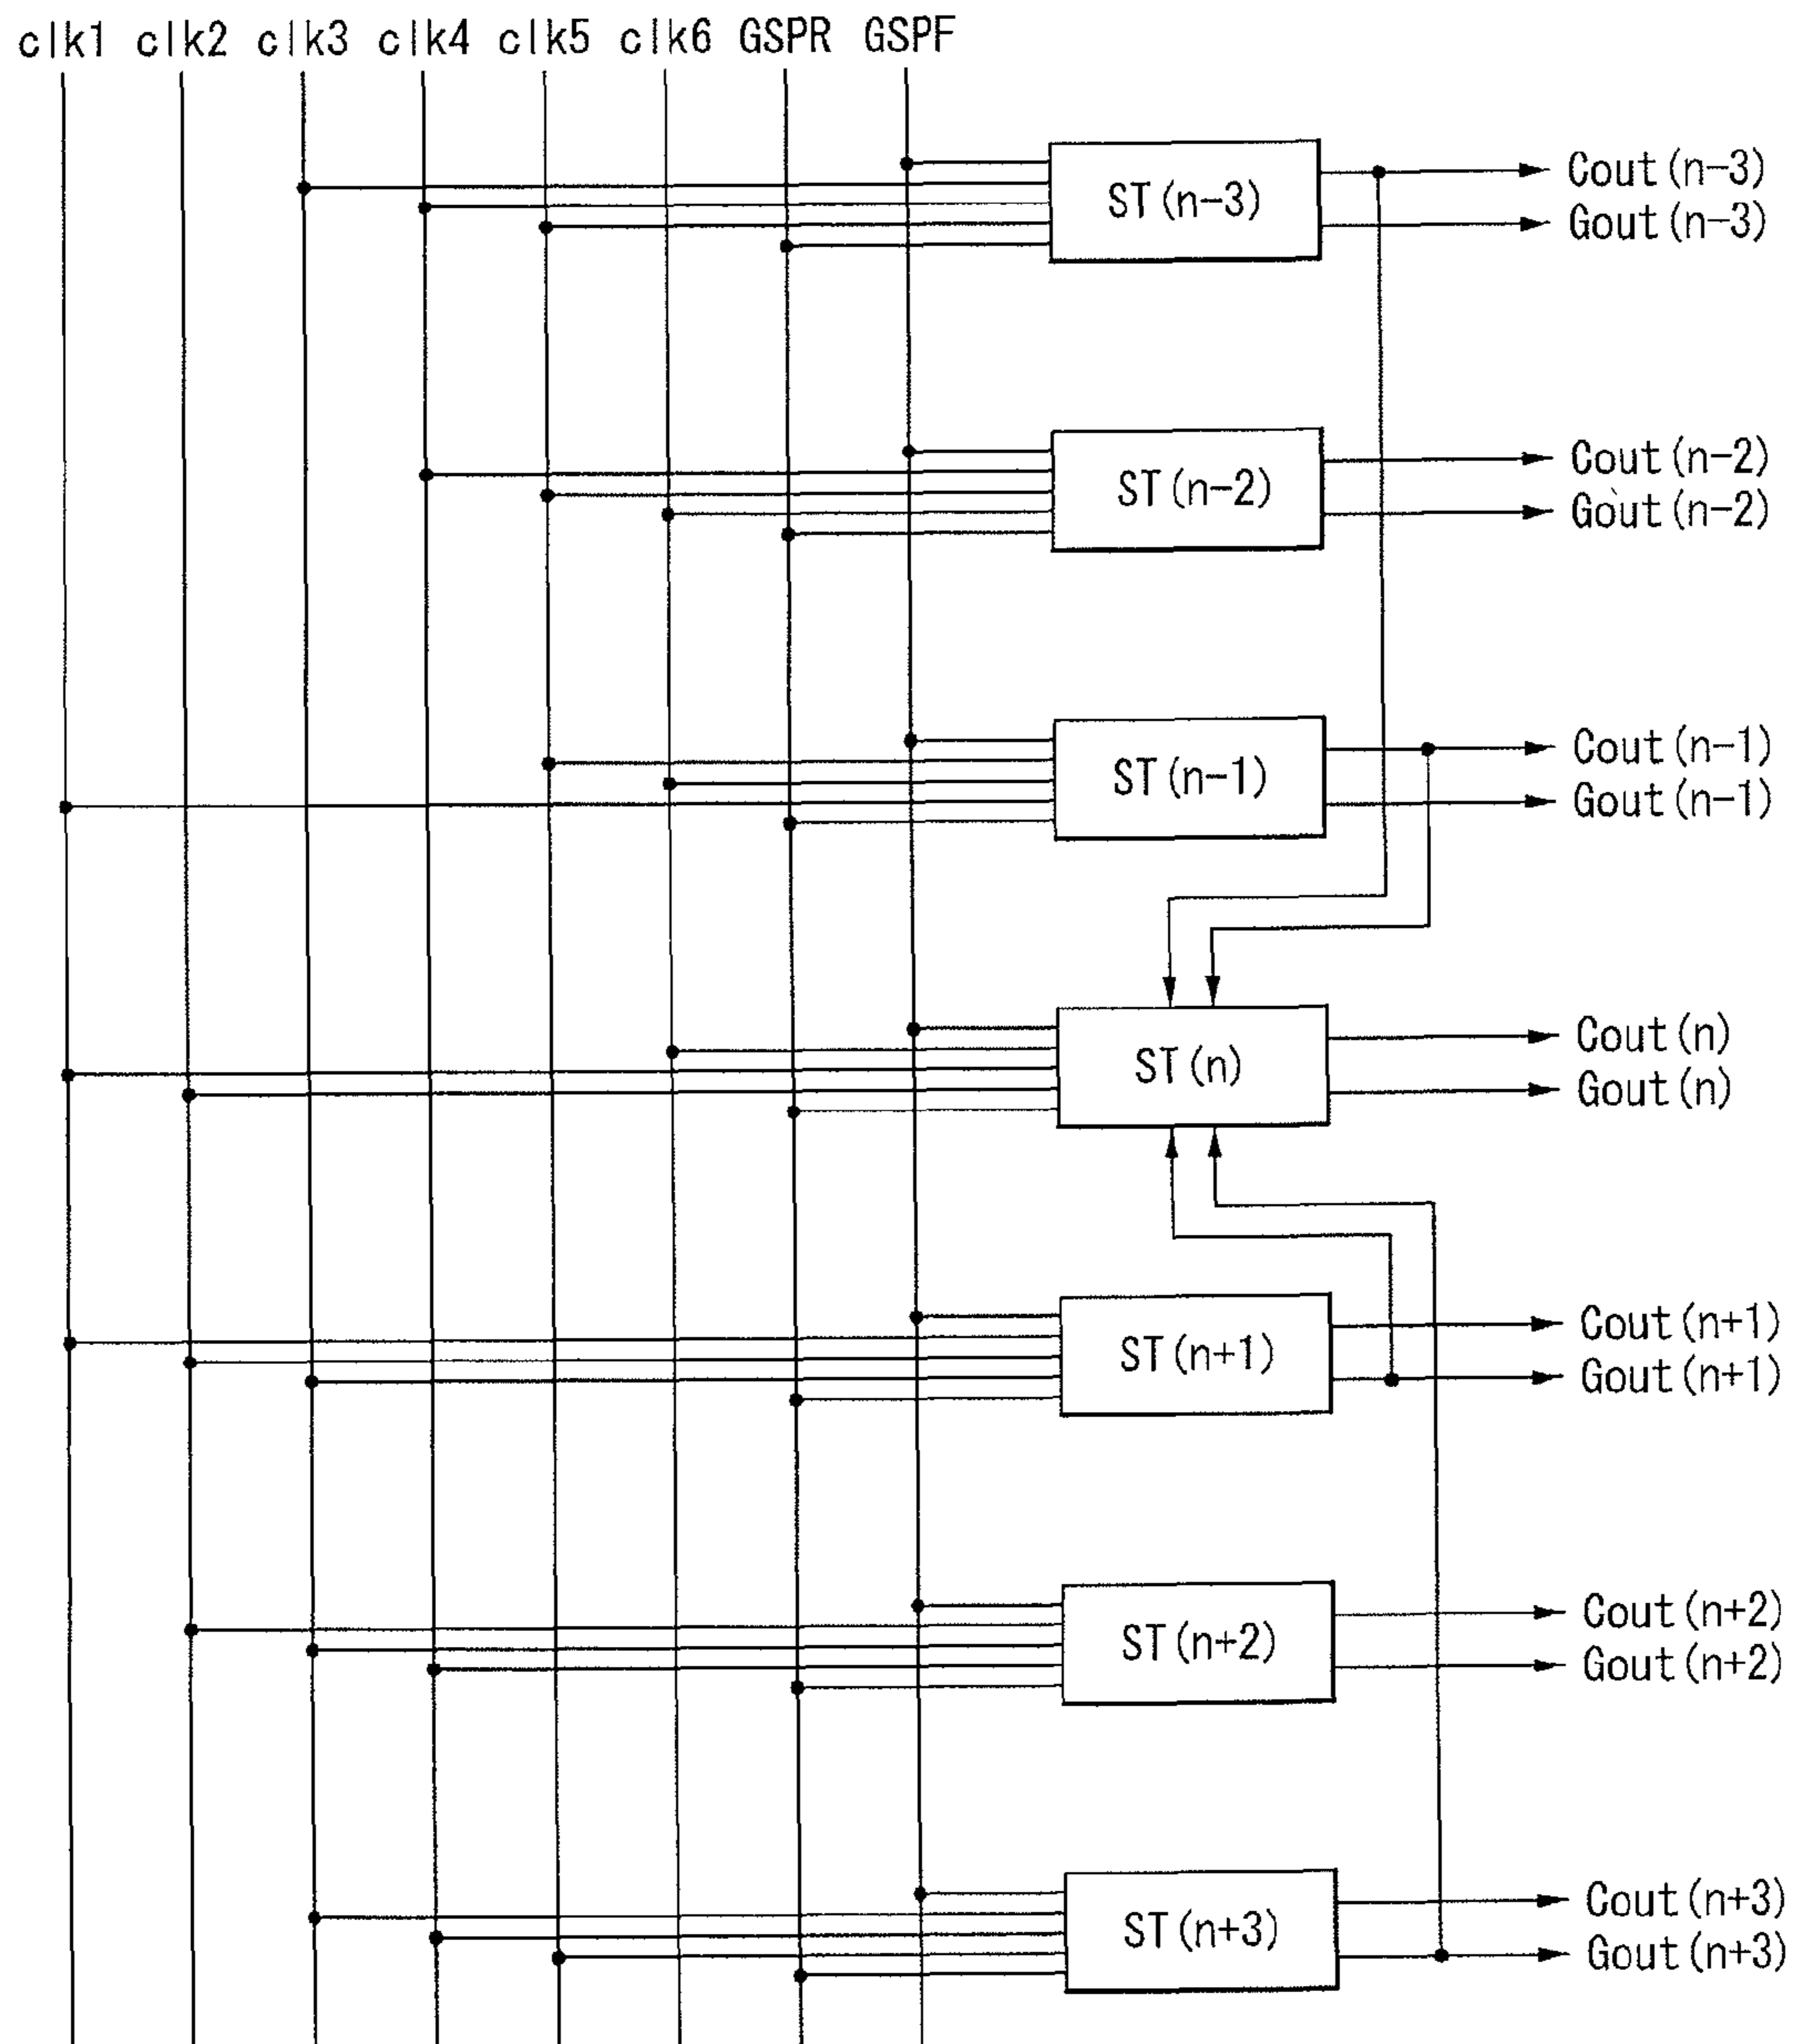 clk1 clk2 clk3 clk4 clk5 clk6 GSPR GSPF
ST(n-3)
Cout(n-3)
Gout(n-3)
ST(n-2)
Cout(n-2)
Gout(n-2)
ST(n-1)
Cout(n-1)
Gout(n-1)
ST(n)
Cout(n)
Gout(n)
ST(n+1)
Cout(n+1)
Gout(n+1)
ST(n+2)
Cout(n+2)
Gout(n+2)
ST(n+3)
Cout(n+3)
Gout(n+3)